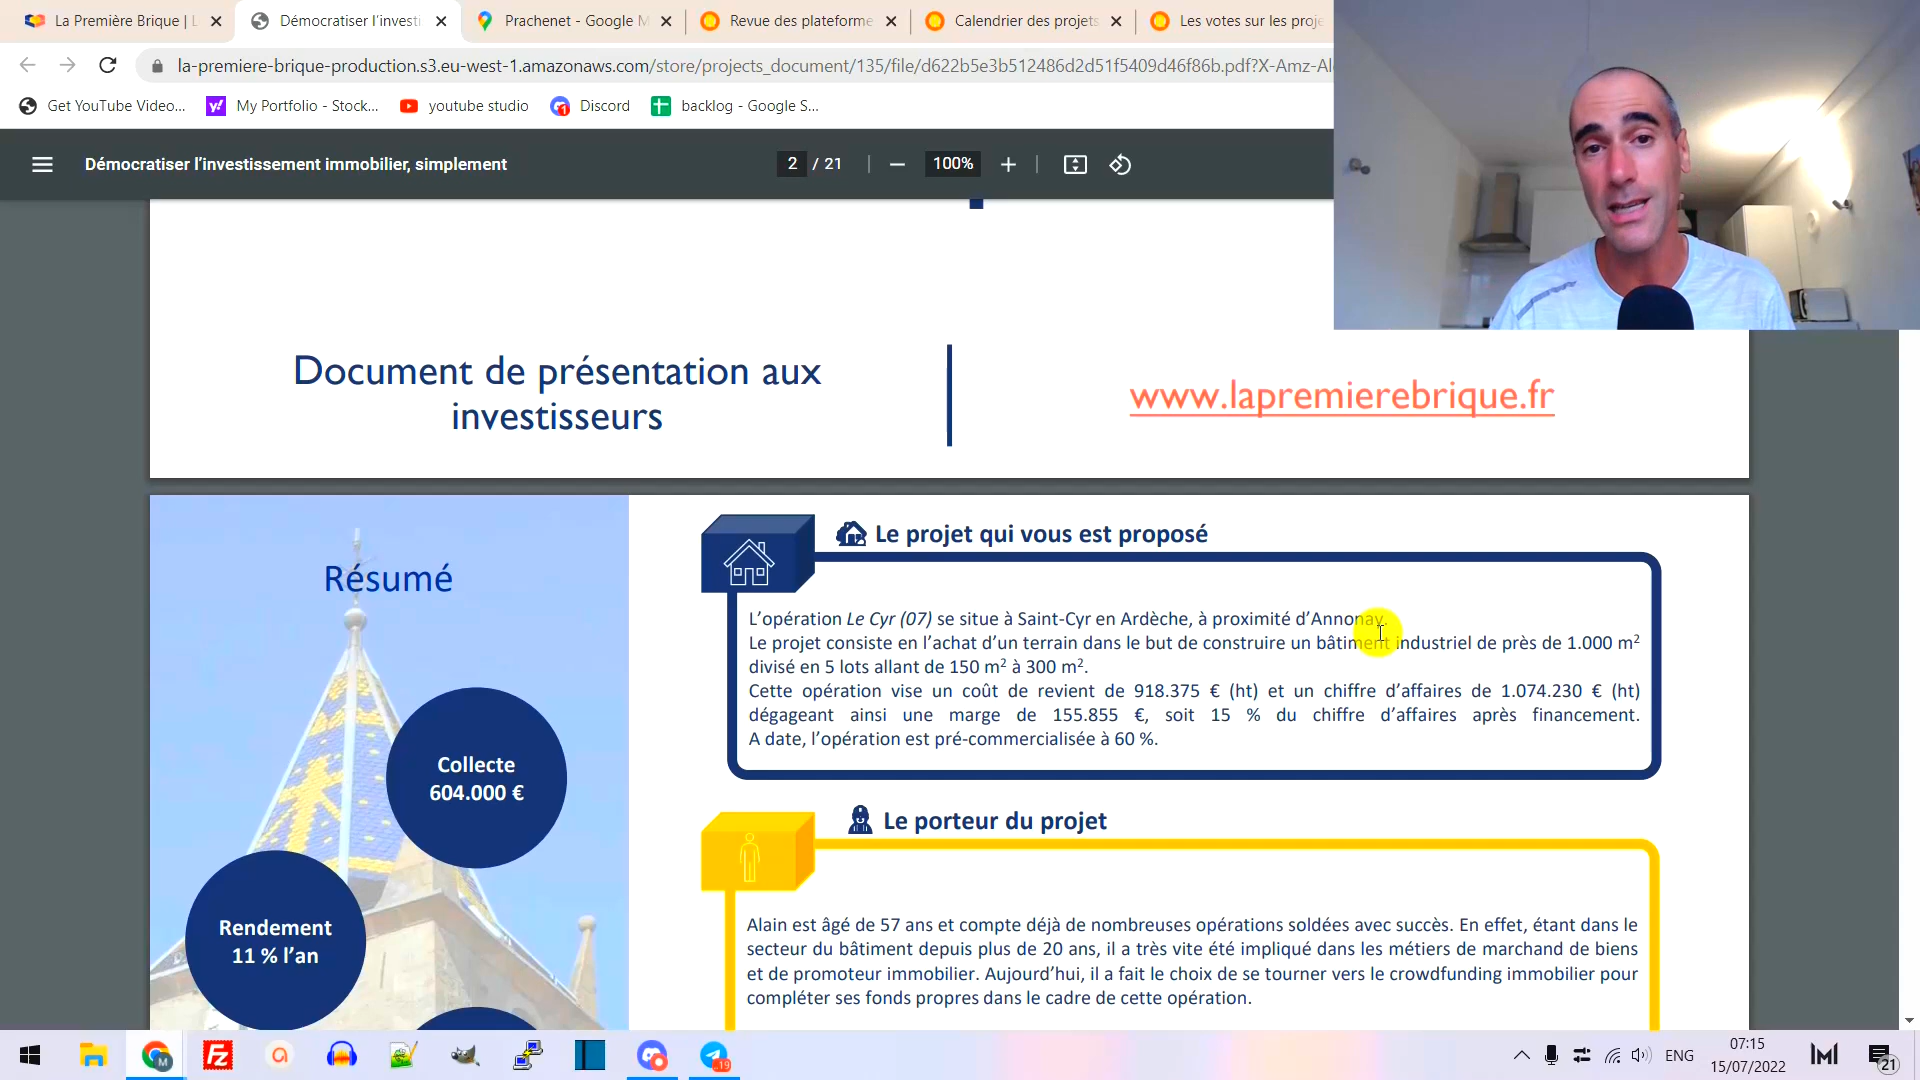 La Première Brique | L
Démocratiser l'investi
Prachenet - Google M
Revue des plateforme
Calendrier des projets
Les votes sur les proje
la-premiere-brique-production.s3.eu-west-1.amazonaws.com/store/projects_document/135/file/d622b5e3b512486d2d51f5409d46f86b.pdf?X-Amz-Al
Get YouTube Video...
My Portfolio - Stock...
youtube studio
Discord
backlog - Google S...
Démocratiser l'investissement immobilier, simplement
2 / 21
100%
Document de présentation aux
investisseurs
www.lapremierebrique.fr
Résumé
Collecte
604.000 €
Rendement
11 % l'an
Le projet qui vous est proposé
L'opération Le Cyr (07) se situe à Saint-Cyr en Ardèche, à proximité d'Annonay.
Le projet consiste en l'achat d'un terrain dans le but de construire un bâtiment industriel de près de 1.000 m²
divisé en 5 lots allant de 150 m² à 300 m².
Cette opération vise un coût de revient de 918.375 € (ht) et un chiffre d'affaires de 1.074.230 € (ht)
dégageant ainsi une marge de 155.855 €, soit 15 % du chiffre d'affaires après financement.
A date, l'opération est pré-commercialisée à 60 %.
Le porteur du projet
Alain est âgé de 57 ans et compte déjà de nombreuses opérations soldées avec succès. En effet, étant dans le
secteur du bâtiment depuis plus de 20 ans, il a très vite été impliqué dans les métiers de marchand de biens
et de promoteur immobilier. Aujourd'hui, il a fait le choix de se tourner vers le crowdfunding immobilier pour
compléter ses fonds propres dans le cadre de cette opération.
ENG
07:15
15/07/2022
21